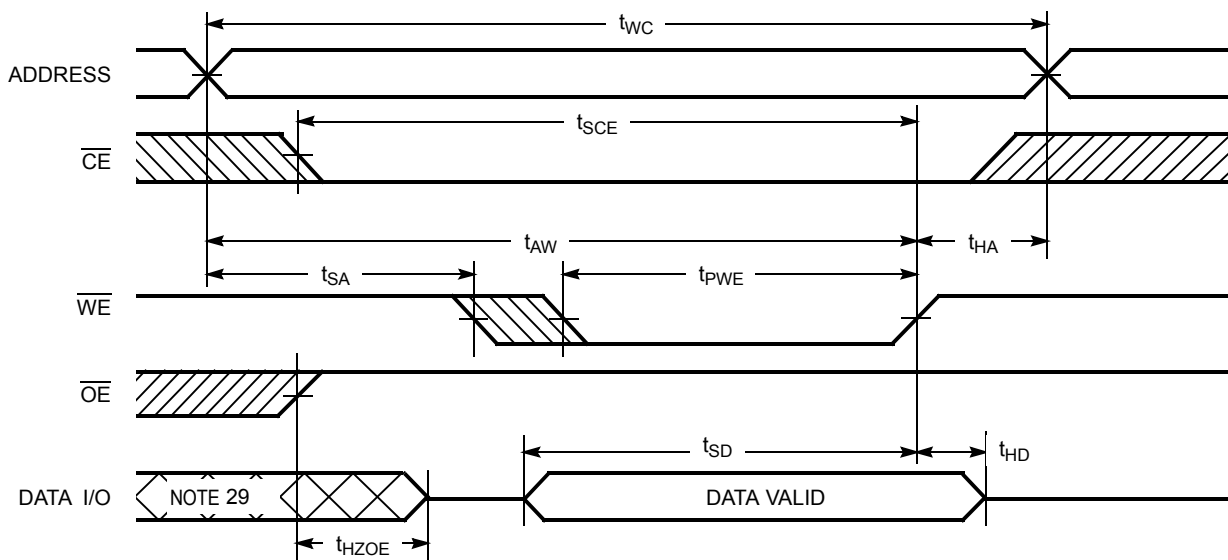 tWC
ADDRESS
tSCE
CE
tAW
tHA
tSA
tPWE
WE
OE
tSD
tHD
DATA I/O
NOTE 29
DATA VALID
tHZOE